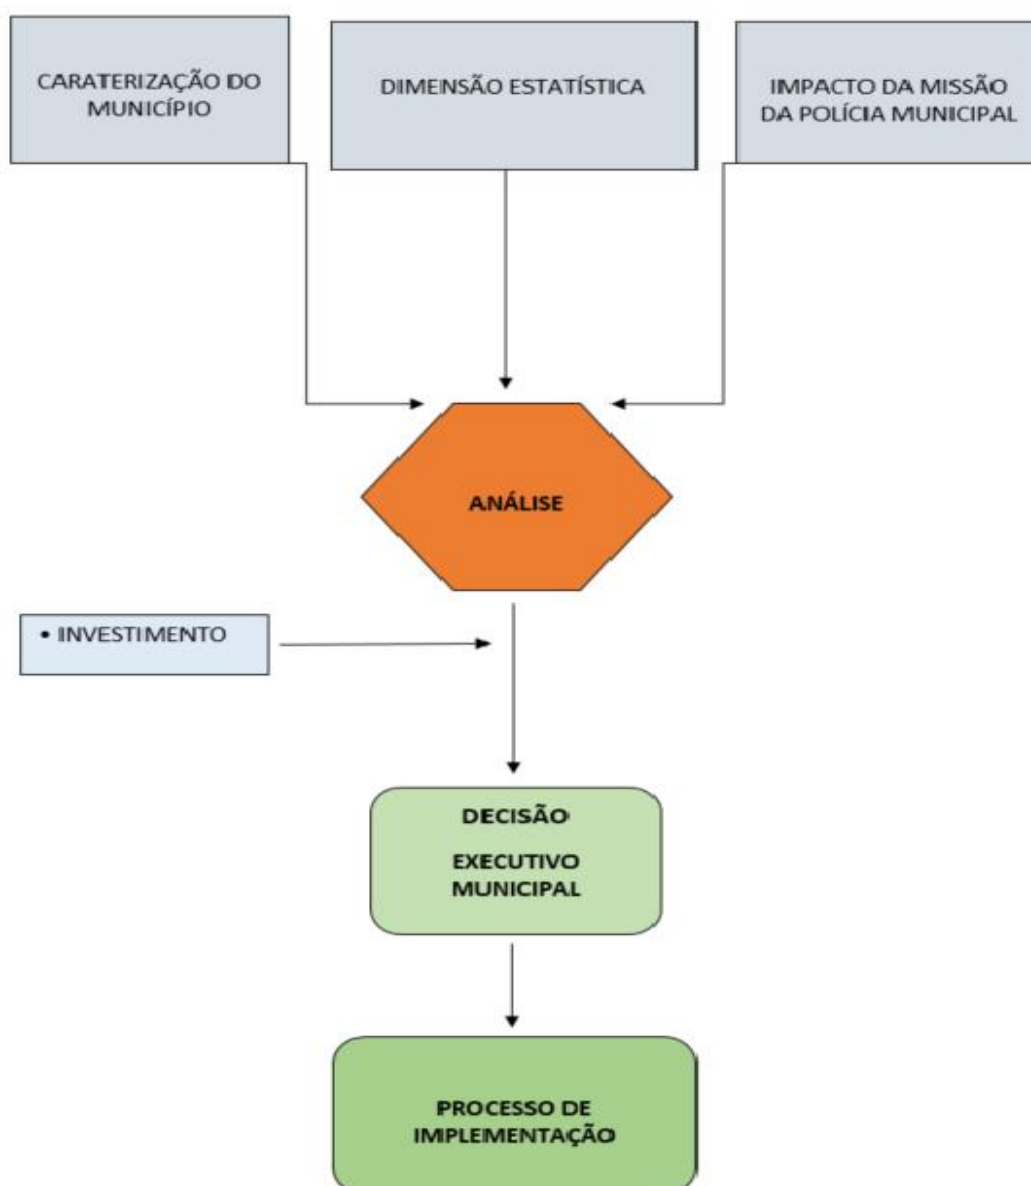 CARATERIZAÇÃO DO
MUNICÍPIO
DIMENSÃO ESTATÍSTICA
IMPACTO DA MISSÃO
DA POLÍCIA MUNICIPAL
ANÁLISE
• INVESTIMENTO
DECISÃO
EXECUTIVO
MUNICIPAL
PROCESSO DE
IMPLEMENTAÇÃO